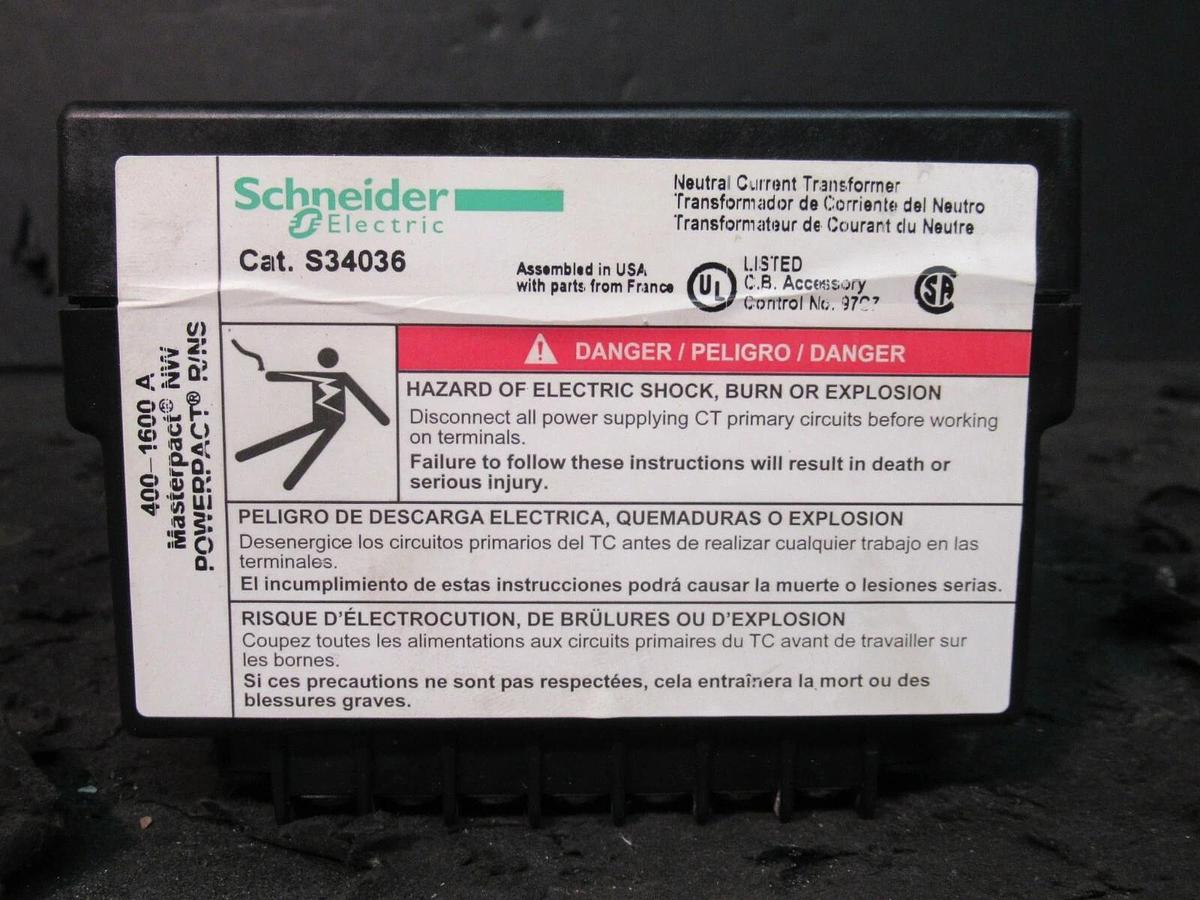 Schneider
Electric
Cat. S34036
Neutral Current Transformer
Transformador de Corriente del Neutro
Transformateur de Courant du Neutre
Assembled in USA
with parts from France
UL
LISTED
C.B. Accessory
Control No.
SA
400-1600 A
Masterpact® NW
POWERPACT® R/NS
DANGER / PELIGRO / DANGER
HAZARD OF ELECTRIC SHOCK, BURN OR EXPLOSION
Disconnect all power supplying CT primary circuits before working
on terminals.
Failure to follow these instructions will result in death or
serious injury.
PELIGRO DE DESCARGA ELECTRICA, QUEMADURAS O EXPLOSION
Desenergice los circuitos primarios del TC antes de realizar cualquier trabajo en las
terminales.
El incumplimiento de estas instrucciones podrá causar la muerte o lesiones serias.
RISQUE D'ÉLECTROCUTION, DE BRÜLURES OU D'EXPLOSION
Coupez toutes les alimentations aux circuits primaires du TC avant de travailler sur
les bornes.
Si ces precautions ne sont pas respectées, cela entraînera la mort ou des
blessures graves.